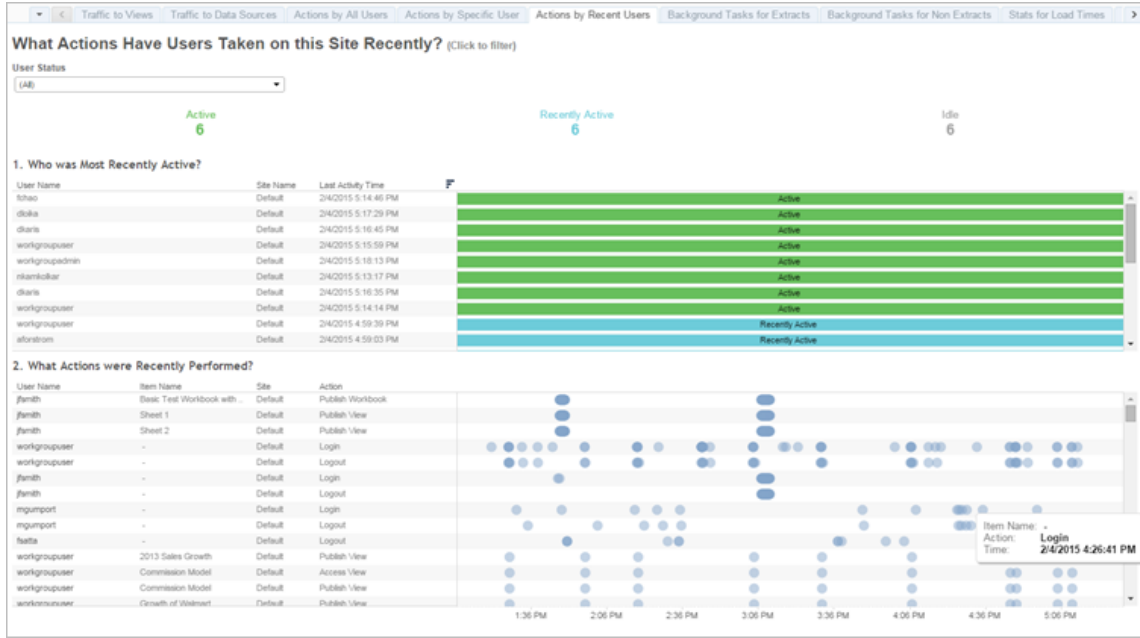 Traffic to Views Traffic to Data Sources Actions by All Users Actions by Specific User Actions by Recent Users Background Tasks for Extracts Background Tasks for Non Extracts Stats for Load Times
What Actions Have Users Taken on this Site Recently? (Click to filter)
User Status
(All)
Active Recently Active Idle
6 6 6
1. Who was Most Recently Active?
User Name Site Name Last Activity Time
fchao Default 2/4/2015 5:14:46 PM Active
dloika Default 2/4/2015 5:17:29 PM Active
dkaris Default 2/4/2015 5:16:45 PM Active
workgroupuser Default 2/4/2015 5:15:59 PM Active
workgroupadmin Default 2/4/2015 5:18:13 PM Active
nkamkolkar Default 2/4/2015 5:13:17 PM Active
dkaris Default 2/4/2015 5:16:35 PM Active
workgroupuser Default 2/4/2015 5:14:14 PM Active
workgroupuser Default 2/4/2015 4:59:39 PM Recently Active
aforstrom Default 2/4/2015 4:59:03 PM Recently Active
2. What Actions were Recently Performed?
User Name Item Name Site Action
jfsmith Basic Test Workbook with .. Default Publish Workbook
jfsmith Sheet 1 Default Publish View
jfsmith Sheet 2 Default Publish View
workgroupuser - Default Login
workgroupuser - Default Logout
jfsmith - Default Login
jfsmith - Default Logout
mgumport - Default Login
mgumport - Default Logout
fsatta - Default Logout
workgroupuser 2013 Sales Growth Default Publish View
workgroupuser Commission Model Default Access View
workgroupuser Commission Model Default Publish View
workgroupuser Growth of Walmart Default Publish View
Item Name: -
Action: Login
Time: 2/4/2015 4:26:41 PM
1:36 PM 2:06 PM 2:36 PM 3:06 PM 3:36 PM 4:06 PM 4:36 PM 5:06 PM